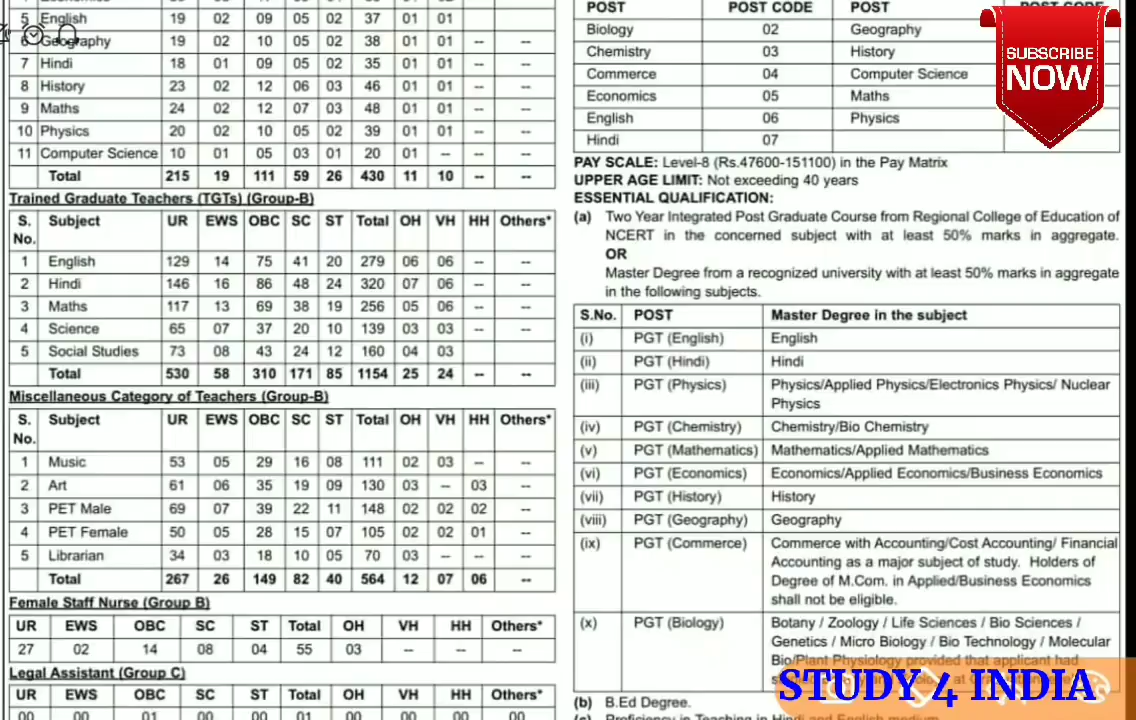 5 English 19 02 09 05 02 37 01 01
6 Geography 19 02 10 05 02 38 01 01 -- --
7 Hindi 18 01 09 05 02 35 01 01 -- --
8 History 23 02 12 06 03 46 01 01 -- --
9 Maths 24 02 12 07 03 48 01 01 -- --
10 Physics 20 02 10 05 02 39 01 01 -- --
11 Computer Science 10 01 05 03 01 20 01 -- -- --
Total 215 19 111 59 26 430 11 10 -- --
Trained Graduate Teachers (TGTs) (Group-B)
S. No. Subject UR EWS OBC SC ST Total OH VH HH Others*
1 English 129 14 75 41 20 279 06 06 -- --
2 Hindi 146 16 86 48 24 320 07 06 -- --
3 Maths 117 13 69 38 19 256 05 06 -- --
4 Science 65 07 37 20 10 139 03 03 -- --
5 Social Studies 73 08 43 24 12 160 04 03
Total 530 58 310 171 85 1154 25 24 -- --
Miscellaneous Category of Teachers (Group-B)
S. No. Subject UR EWS OBC SC ST Total OH VH HH Others*
1 Music 53 05 29 16 08 111 02 03 -- --
2 Art 61 06 35 19 09 130 03 -- 03 --
3 PET Male 69 07 39 22 11 148 02 02 02 --
4 PET Female 50 05 28 15 07 105 02 02 01 --
5 Librarian 34 03 18 10 05 70 03 -- -- --
Total 267 26 149 82 40 564 12 07 06 --
Female Staff Nurse (Group B)
UR EWS OBC SC ST Total OH VH HH Others*
27 02 14 08 04 55 03 -- -- --
Legal Assistant (Group C)
UR EWS OBC SC ST Total OH VH HH Others*
00 00 01 00 00 01 00 00 00 00
POST POST CODE POST POST CODE
Biology 02 Geography
Chemistry 03 History
Commerce 04 Computer Science
Economics 05 Maths
English 06 Physics
Hindi 07
SUBSCRIBE
NOW
PAY SCALE: Level-8 (Rs.47600-151100) in the Pay Matrix
UPPER AGE LIMIT: Not exceeding 40 years
ESSENTIAL QUALIFICATION:
(a) Two Year Integrated Post Graduate Course from Regional College of Education of
NCERT in the concerned subject with at least 50% marks in aggregate.
OR
Master Degree from a recognized university with at least 50% marks in aggregate
in the following subjects.
S.No. POST Master Degree in the subject
(i) PGT (English) English
(ii) PGT (Hindi) Hindi
(iii) PGT (Physics) Physics/Applied Physics/Electronics Physics/ Nuclear
Physics
(iv) PGT (Chemistry) Chemistry/Bio Chemistry
(v) PGT (Mathematics) Mathematics/Applied Mathematics
(vi) PGT (Economics) Economics/Applied Economics/Business Economics
(vii) PGT (History) History
(viii) PGT (Geography) Geography
(ix) PGT (Commerce) Commerce with Accounting/Cost Accounting/ Financial
Accounting as a major subject of study. Holders of
Degree of M.Com. in Applied/Business Economics
shall not be eligible.
(x) PGT (Biology) Botany / Zoology / Life Sciences / Bio Sciences /
Genetics / Micro Biology / Bio Technology / Molecular
Bio/Plant Physiology provided that applicant had
STUDY 4 INDIA
(b) B.Ed Degree.
(c) Proficiency in Teaching in Hindi and English medium.